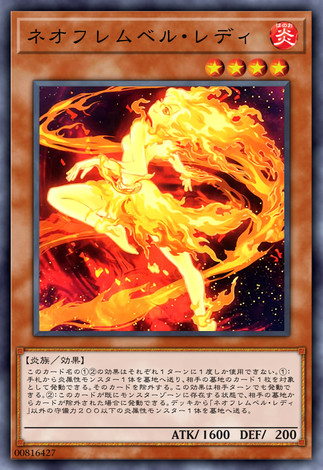 ネオフレムベル・レディ
炎
【炎族／効果】
このカード名の①②の効果はそれぞれ１ターンに１度しか使用できない。①：
手札から炎属性モンスター１体を墓地へ送り、相手の墓地のカード１枚を対象
として発動できる。そのカードを除外する。この効果は相手ターンでも発動で
きる。②：このカードが既にモンスターゾーンに存在する状態で、相手の墓地か
らカードが除外された場合に発動できる。デッキから「ネオフレムベル・レディ」
以外の守備力２００以下の炎属性モンスター１体を墓地へ送る。
ATK/ 1600 DEF/ 200
00816427